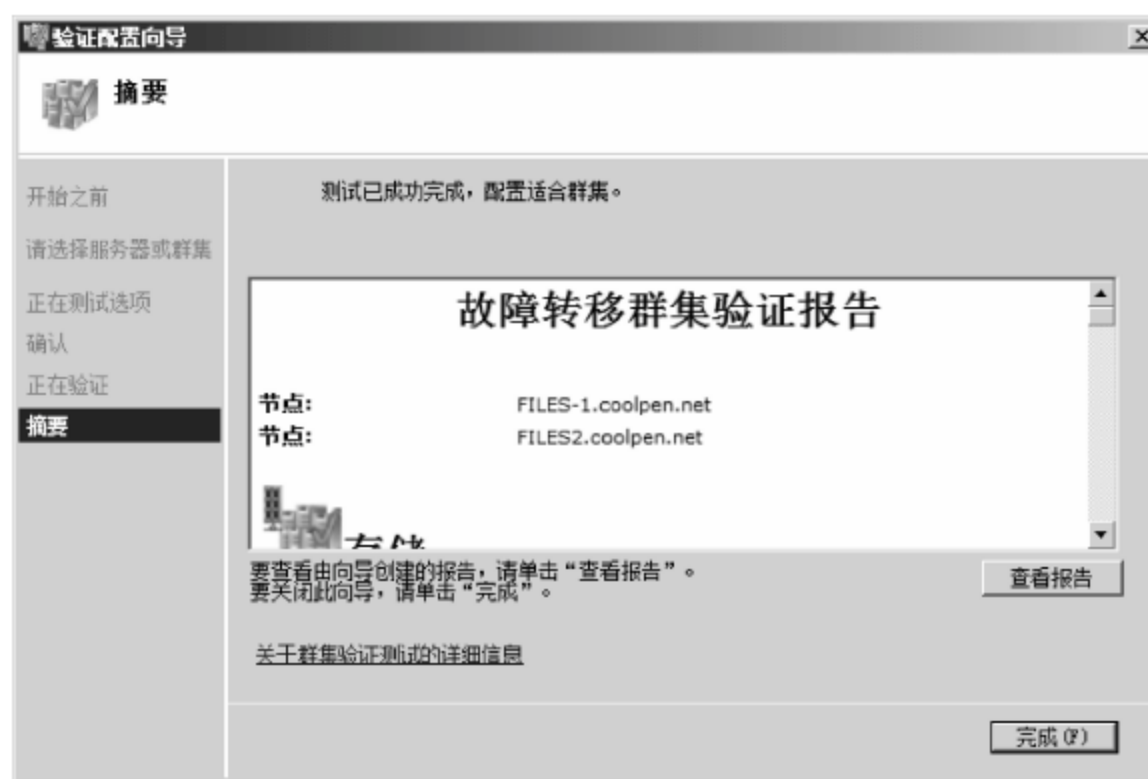 验证配置向导
摘要
开始之前
请选择服务器或群集
正在测试选项
确认
正在验证
摘要
测试已成功完成，配置适合群集。
故障转移群集验证报告
节点： FILES-1.coolpen.net
节点： FILES2.coolpen.net
存储
要查看由向导创建的报告，请单击“查看报告”。
要关闭此向导，请单击“完成”。
查看报告
关于群集验证测试的详细信息
完成(F)